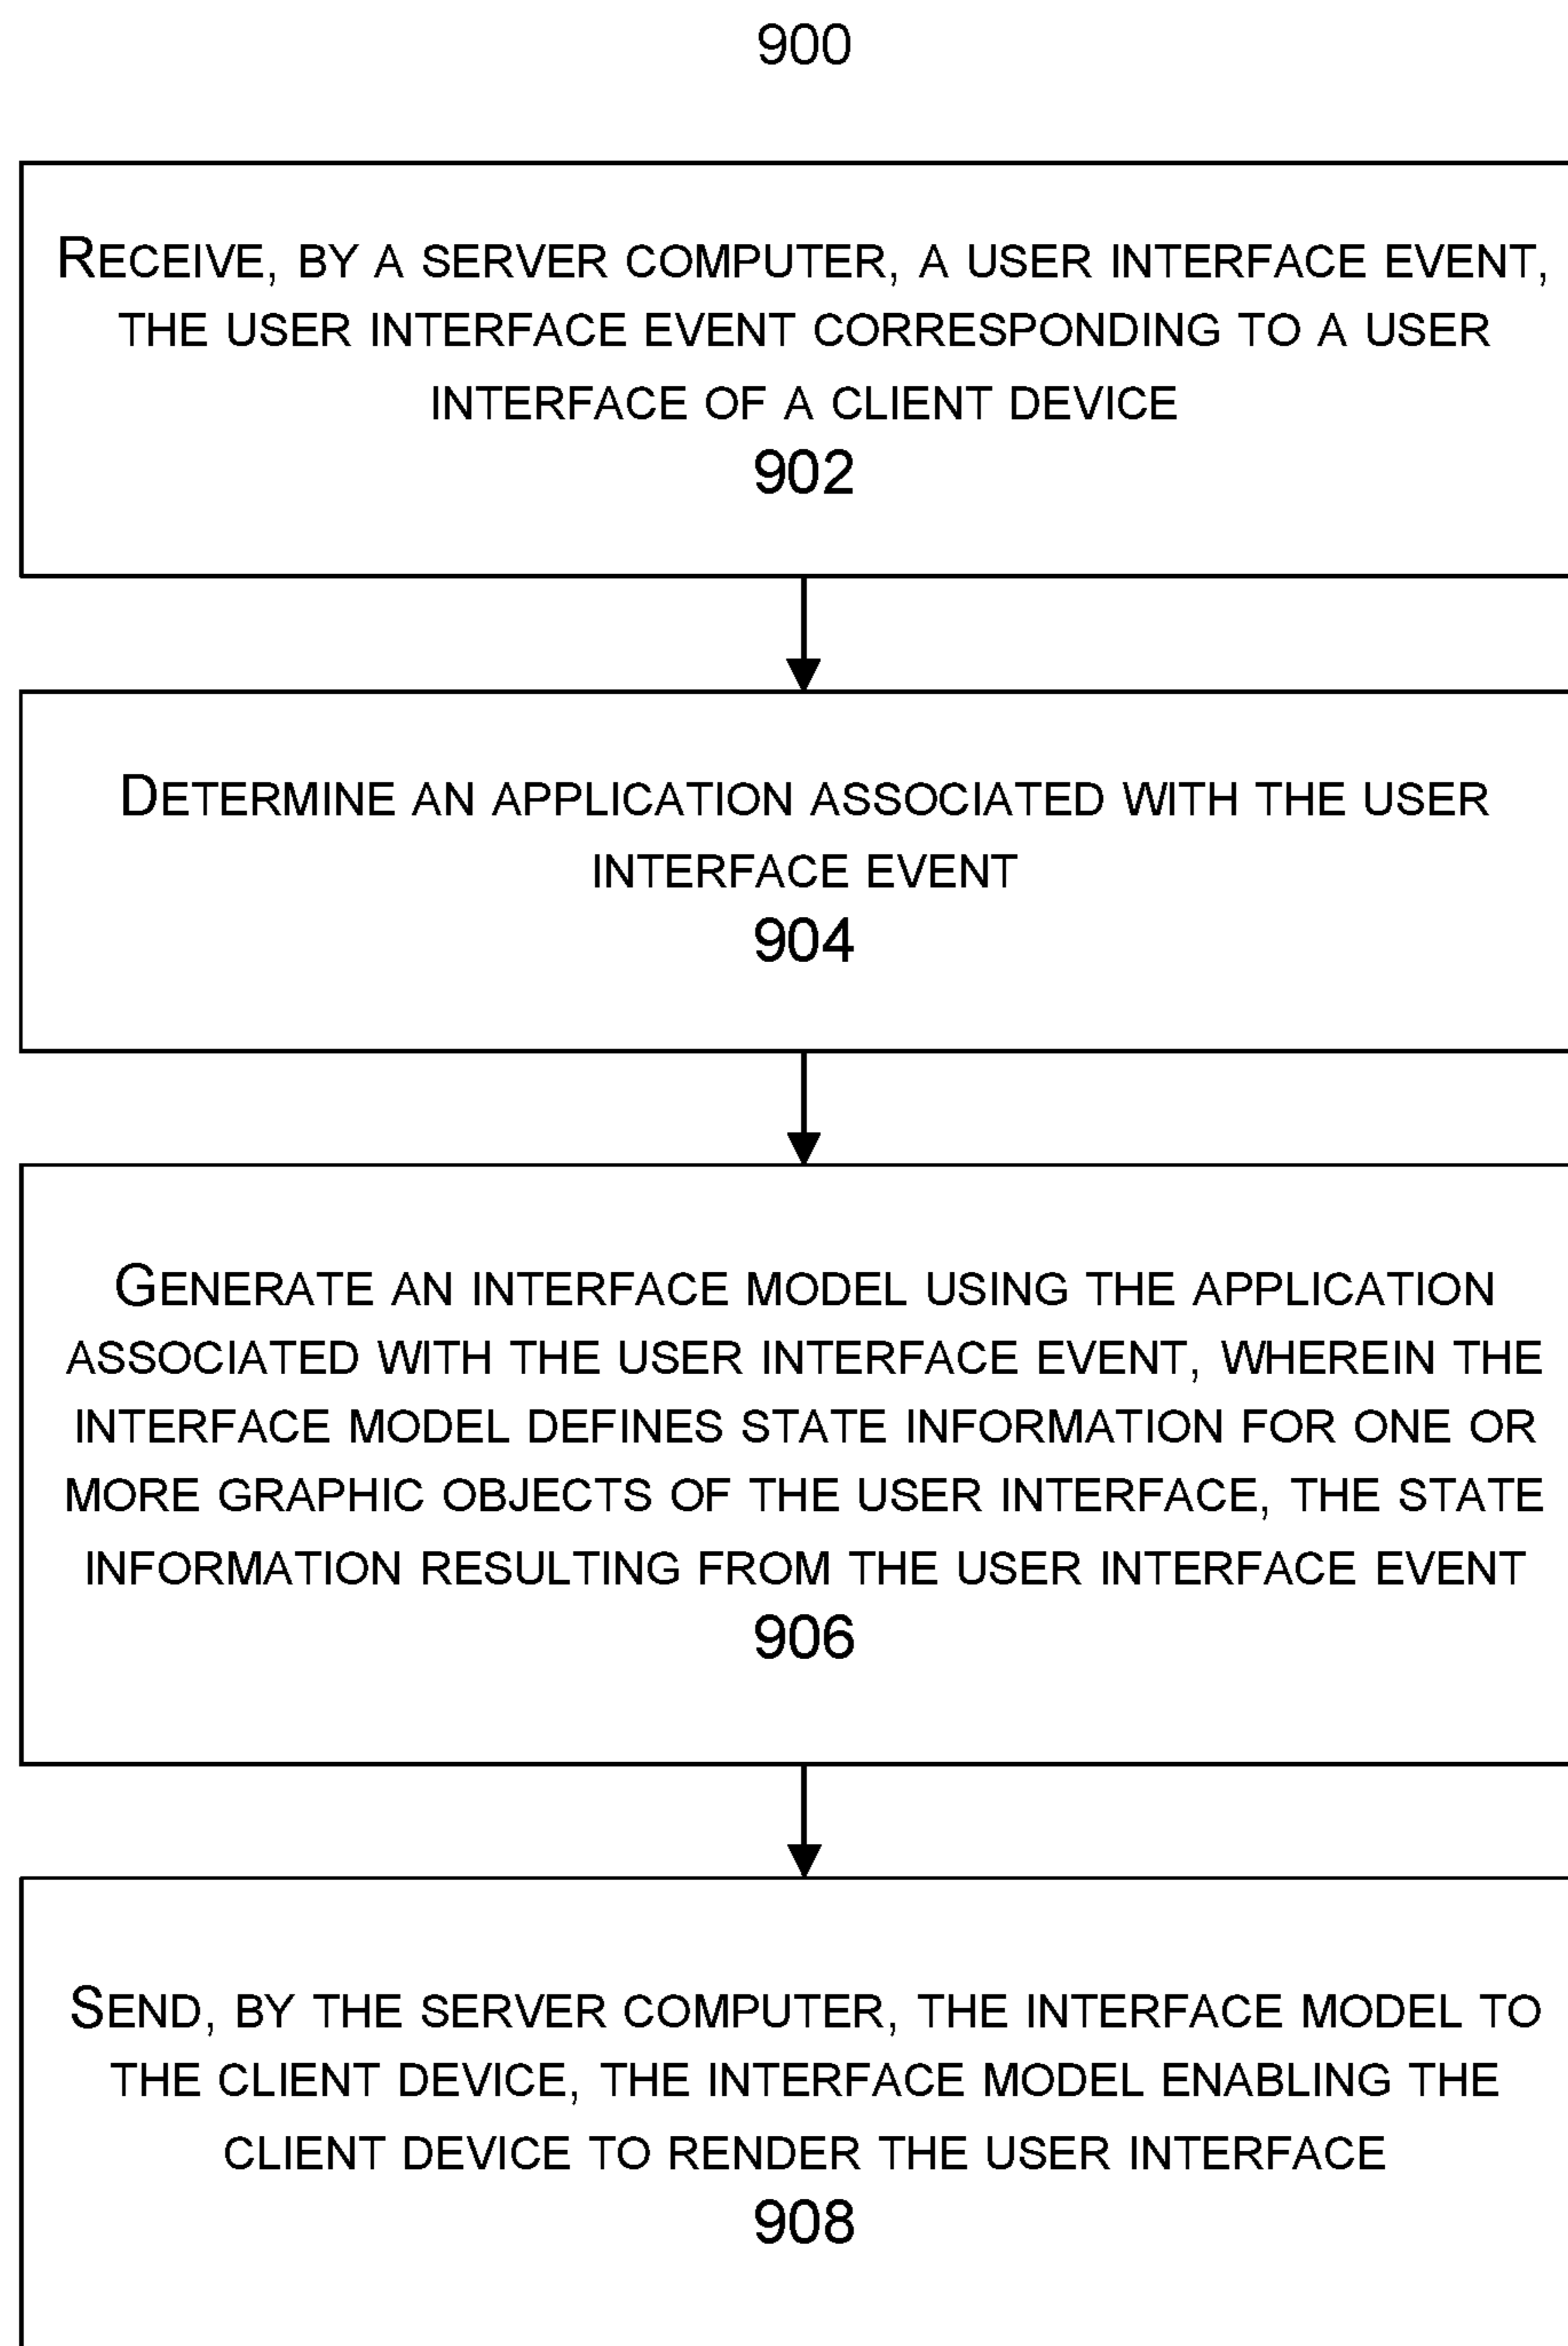 900
RECEIVE, BY A SERVER COMPUTER, A USER INTERFACE EVENT,
THE USER INTERFACE EVENT CORRESPONDING TO A USER
INTERFACE OF A CLIENT DEVICE
902
DETERMINE AN APPLICATION ASSOCIATED WITH THE USER
INTERFACE EVENT
904
GENERATE AN INTERFACE MODEL USING THE APPLICATION
ASSOCIATED WITH THE USER INTERFACE EVENT, WHEREIN THE
INTERFACE MODEL DEFINES STATE INFORMATION FOR ONE OR
MORE GRAPHIC OBJECTS OF THE USER INTERFACE, THE STATE
INFORMATION RESULTING FROM THE USER INTERFACE EVENT
906
SEND, BY THE SERVER COMPUTER, THE INTERFACE MODEL TO
THE CLIENT DEVICE, THE INTERFACE MODEL ENABLING THE
CLIENT DEVICE TO RENDER THE USER INTERFACE
908